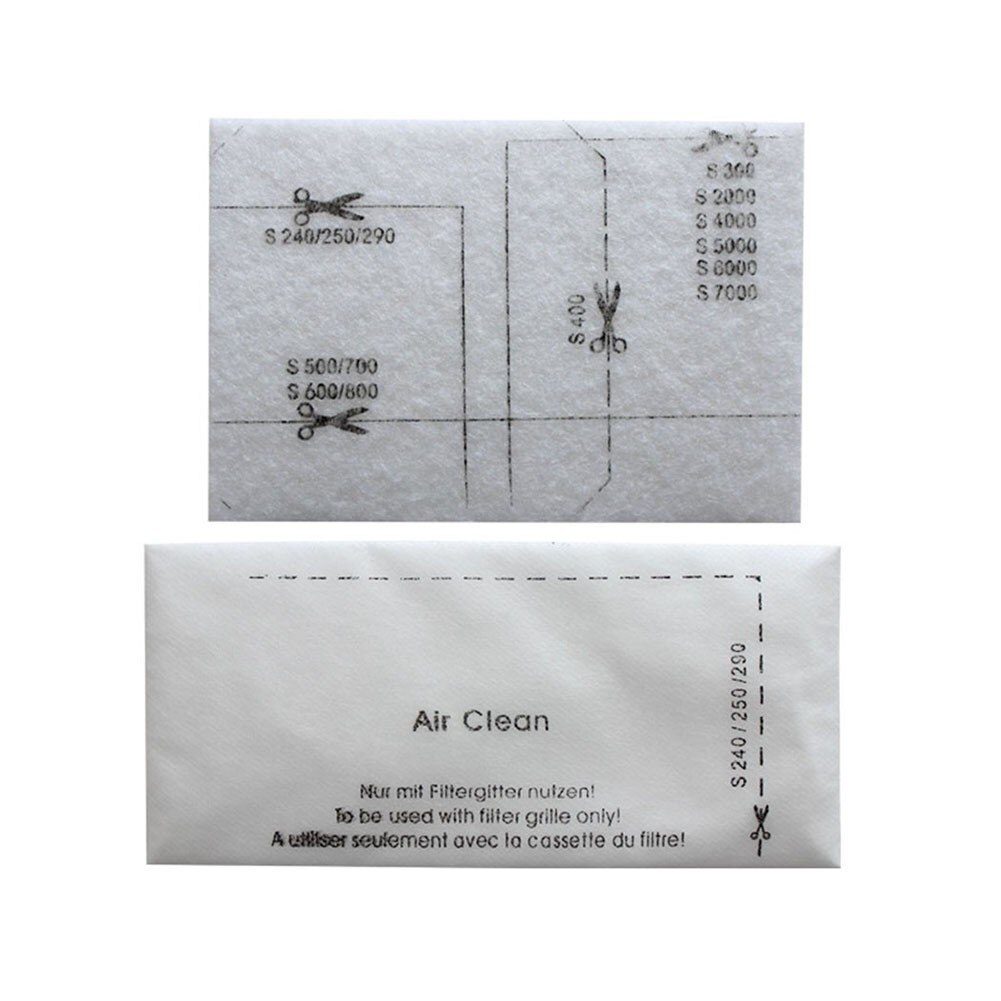 S 240/250/290
S 500/700
S 600/800
S 400
S 300
S 2000
S 4000
S 5000
S 6000
S 7000
S 240/250/290
Air Clean
Nur mit Filtergitter nutzen!
To be used with filter grille only!
A utiliser seulement avec la cassette du filtre!